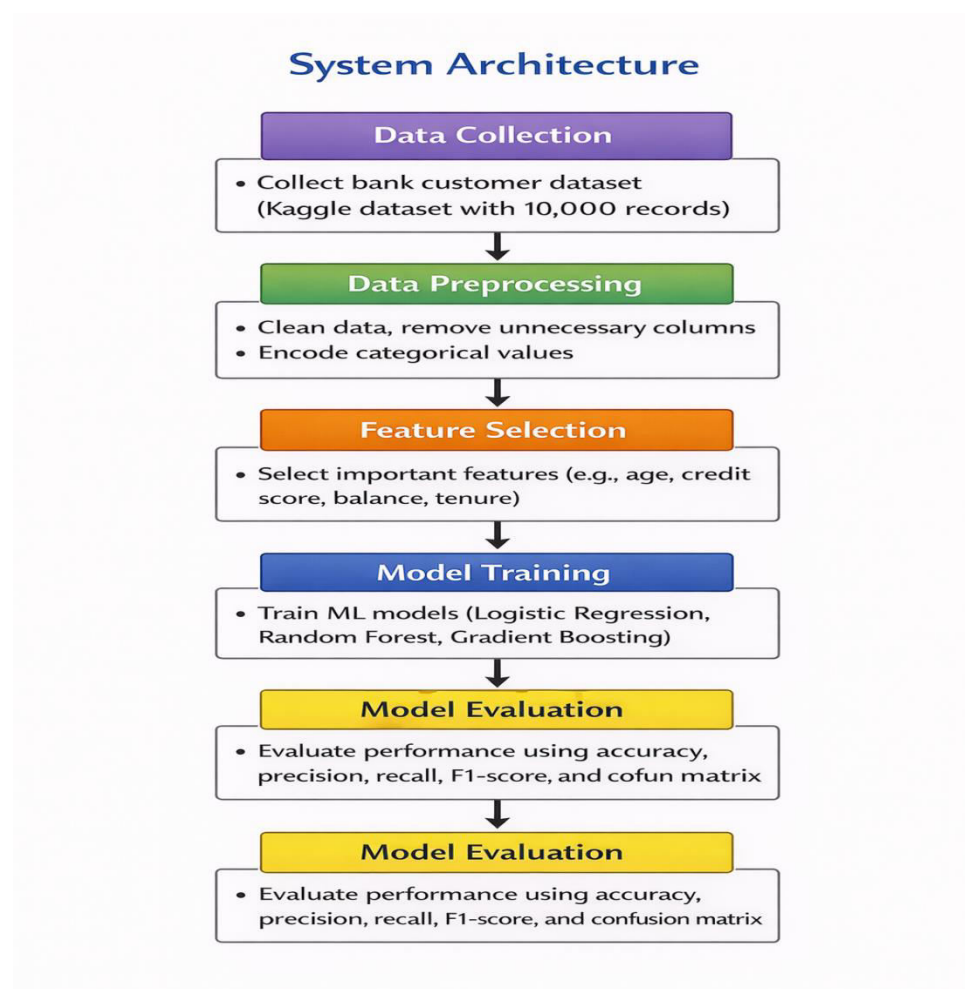 System Architecture
Data Collection
• Collect bank customer dataset
(Kaggle dataset with 10,000 records)
Data Preprocessing
• Clean data, remove unnecessary columns
• Encode categorical values
Feature Selection
• Select important features (e.g., age, credit
score, balance, tenure)
Model Training
• Train ML models (Logistic Regression,
Random Forest, Gradient Boosting)
Model Evaluation
• Evaluate performance using accuracy,
precision, recall, F1-score, and cofun matrix
Model Evaluation
• Evaluate performance using accuracy,
precision, recall, F1-score, and confusion matrix